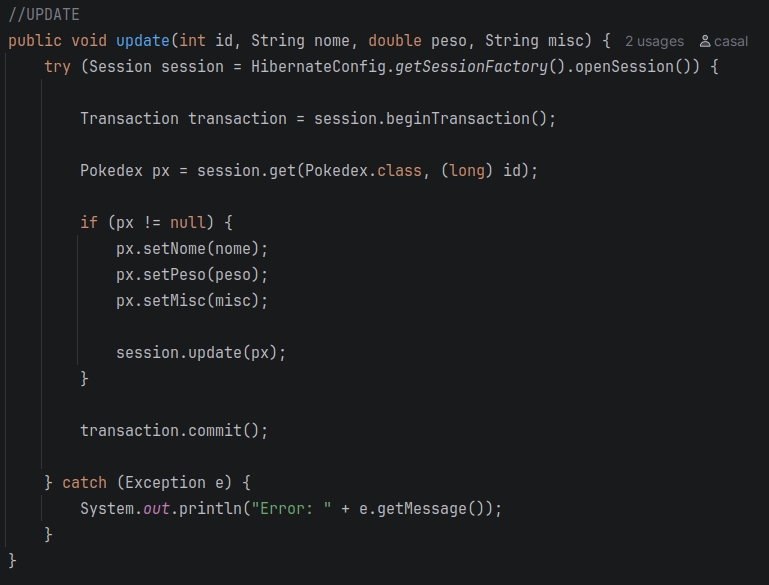 //UPDATE
public void update(int id, String nome, double peso, String misc) { 2 usages casal
try (Session session = HibernateConfig.getSessionFactory().openSession()) {
Transaction transaction = session.beginTransaction();
Pokedex px = session.get(Pokedex.class, (long) id);
if (px != null) {
px.setNome(nome);
px.setPeso(peso);
px.setMisc(misc);
session.update(px);
}
transaction.commit();
} catch (Exception e) {
System.out.println("Error: " + e.getMessage());
}
}